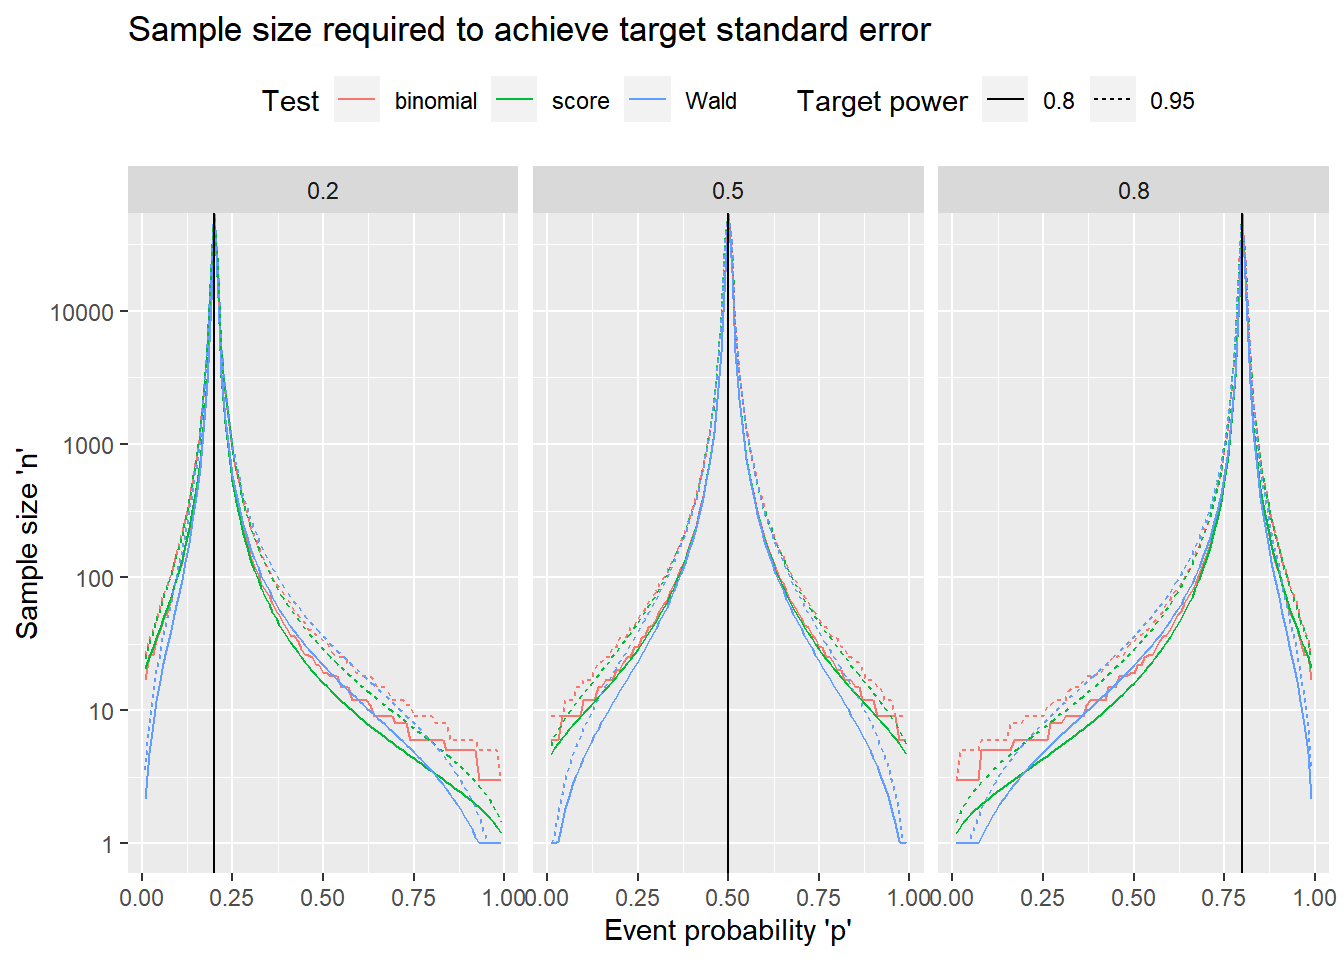 Sample size required to achieve target standard error
Test binomial score Wald Target power 0.8 0.95
0.2 0.5 0.8
10000
1000
100
10
1
Sample size 'n'
0.00 0.25 0.50 0.75 1.00 0.00 0.25 0.50 0.75 1.00 0.00 0.25 0.50 0.75 1.00
Event probability 'p'